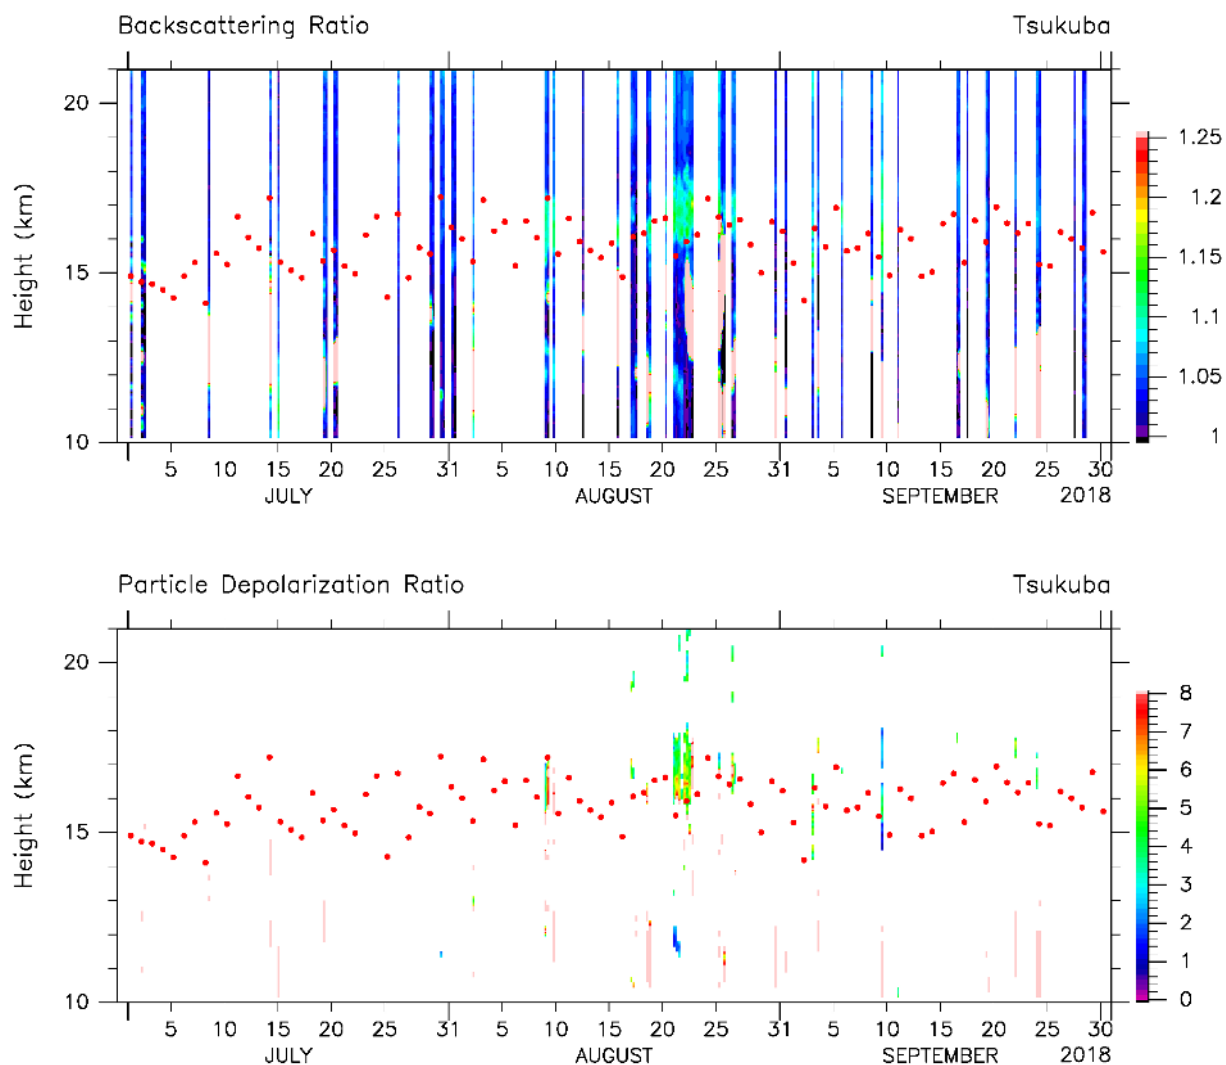 Backscattering Ratio Tsukuba
20
15
10
Height (km)
1.25
1.2
1.15
1.1
1.05
1
5 10 15 20 25 31 5 10 15 20 25 31 5 10 15 20 25 30
JULY AUGUST SEPTEMBER 2018
Particle Depolarization Ratio Tsukuba
20
15
10
Height (km)
8
7
6
5
4
3
2
1
0
5 10 15 20 25 31 5 10 15 20 25 31 5 10 15 20 25 30
JULY AUGUST SEPTEMBER 2018